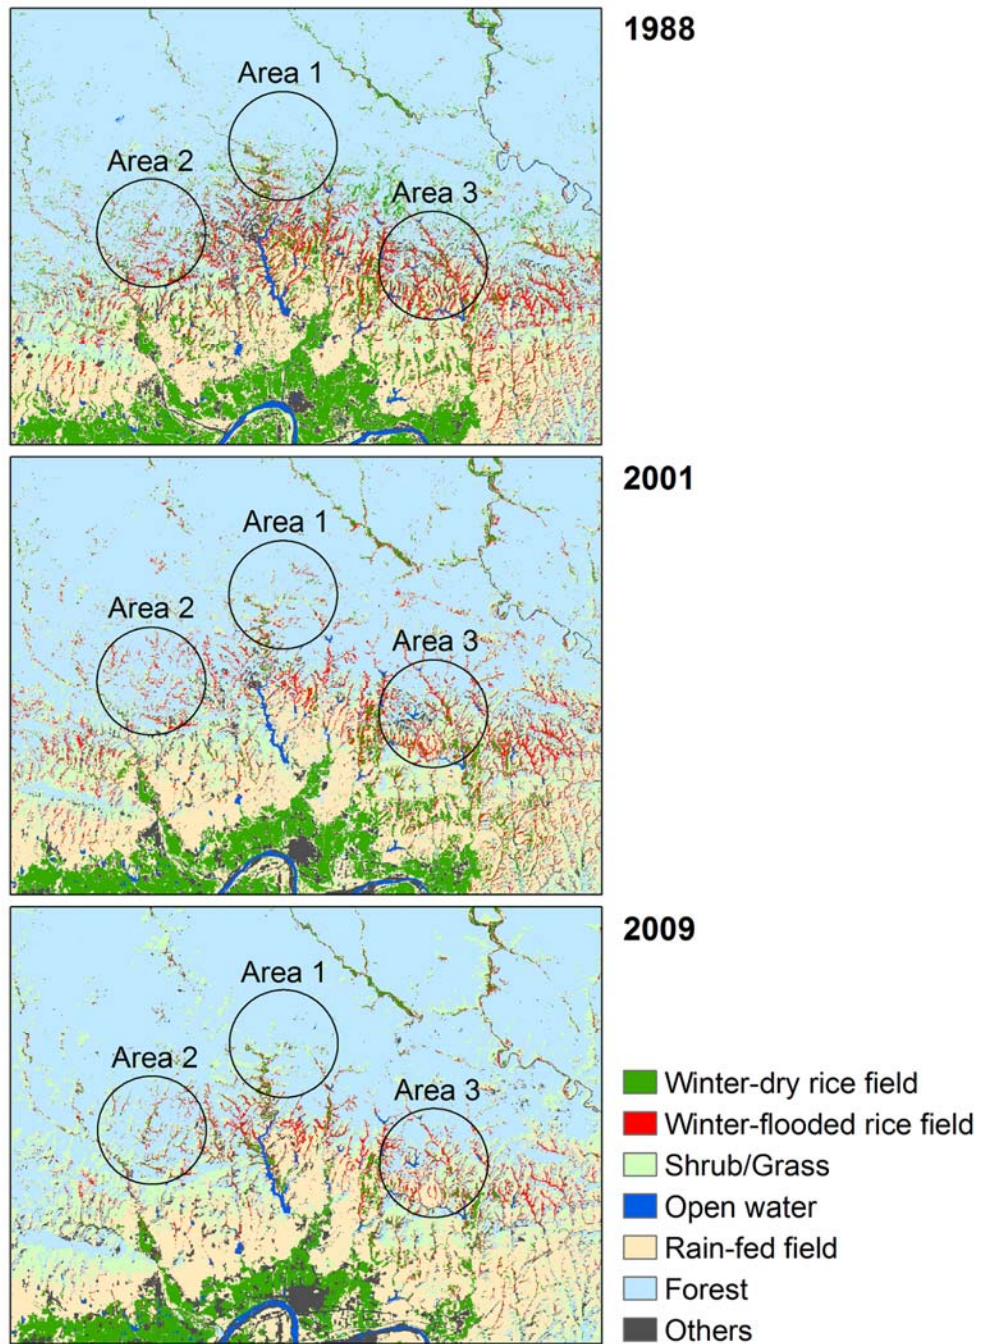 1988
Area 1
Area 2
Area 3
2001
Area 1
Area 2
Area 3
2009
Area 1
Area 2
Area 3
Winter-dry rice field
Winter-flooded rice field
Shrub/Grass
Open water
Rain-fed field
Forest
Others